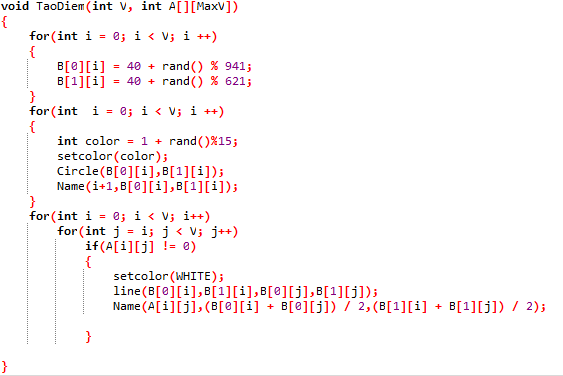 void TaoDiem(int V, int A[][MaxV])
{
    for(int i = 0; i < V; i ++)
    {
        B[0][i] = 40 + rand() % 941;
        B[1][i] = 40 + rand() % 621;
    }
    for(int  i = 0; i < V; i ++)
    {
        int color = 1 + rand()%15;
        setcolor(color);
        Circle(B[0][i],B[1][i]);
        Name(i+1,B[0][i],B[1][i]);
    }
    for(int i = 0; i < V; i++)
        for(int j = i; j < V; j++)
            if(A[i][j] != 0)
            {
                setcolor(WHITE);
                line(B[0][i],B[1][i],B[0][j],B[1][j]);
                Name(A[i][j],(B[0][i] + B[0][j]) / 2,(B[1][i] + B[1][j]) / 2);

            }

}